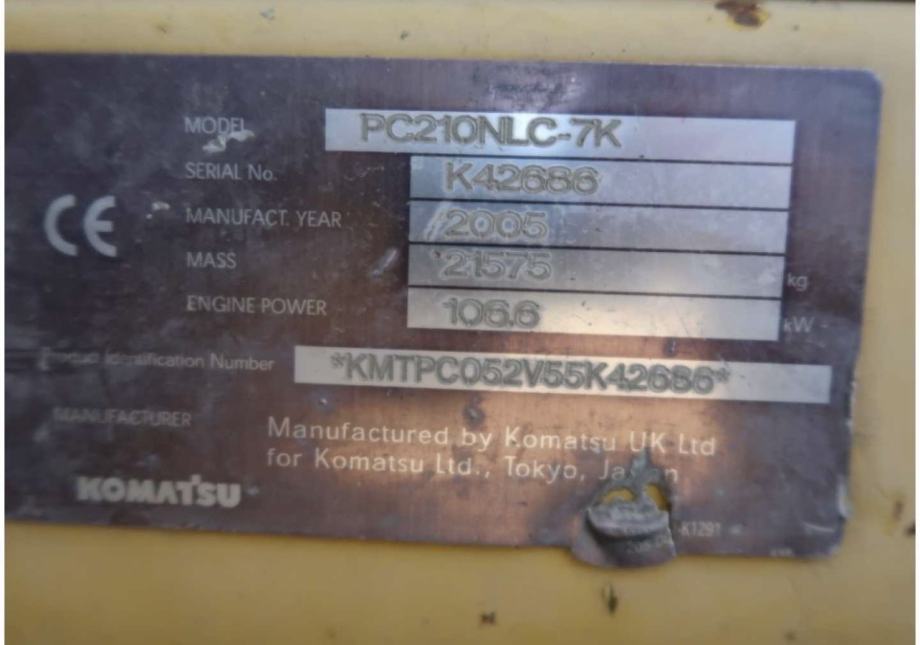 MODEL PC210NLC-7K
SERIAL No. K42686
CE MANUFACT. YEAR 2005
MASS 21575 kg
ENGINE POWER 106.6 kW
Product Identification Number *KMTPC052V55K42686*
MANUFACTURER Manufactured by Komatsu UK Ltd
for Komatsu Ltd., Tokyo, Japan
KOMATSU
-K1291